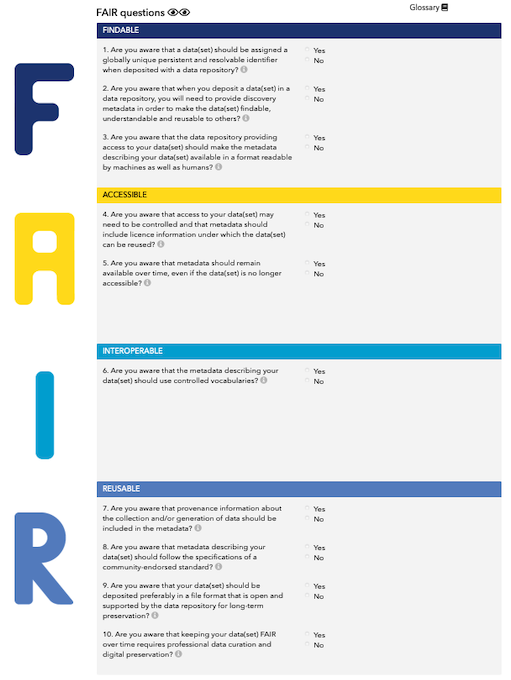 FAIR questions
Glossary
FINDABLE
1. Are you aware that a data(set) should be assigned a
globally unique persistent and resolvable identifier
when deposited with a data repository?
Yes
No
2. Are you aware that when you deposit a data(set) in a
data repository, you will need to provide discovery
metadata in order to make the data(set) findable,
understandable and reusable to others?
Yes
No
3. Are you aware that the data repository providing
access to your data(set) should make the metadata
describing your data(set) available in a format readable
by machines as well as humans?
Yes
No
ACCESSIBLE
4. Are you aware that access to your data(set) may
need to be controlled and that metadata should
include licence information under which the data(set)
can be reused?
Yes
No
5. Are you aware that metadata should remain
available over time, even if the data(set) is no longer
accessible?
Yes
No
INTEROPERABLE
6. Are you aware that the metadata describing your
data(set) should use controlled vocabularies?
Yes
No
REUSABLE
7. Are you aware that provenance information about
the collection and/or generation of data should be
included in the metadata?
Yes
No
8. Are you aware that metadata describing your
data(set) should follow the specifications of a
community-endorsed standard?
Yes
No
9. Are you aware that your data(set) should be
deposited preferably in a file format that is open and
supported by the data repository for long-term
preservation?
Yes
No
10. Are you aware that keeping your data(set) FAIR
over time requires professional data curation and
digital preservation?
Yes
No
F
A
I
R